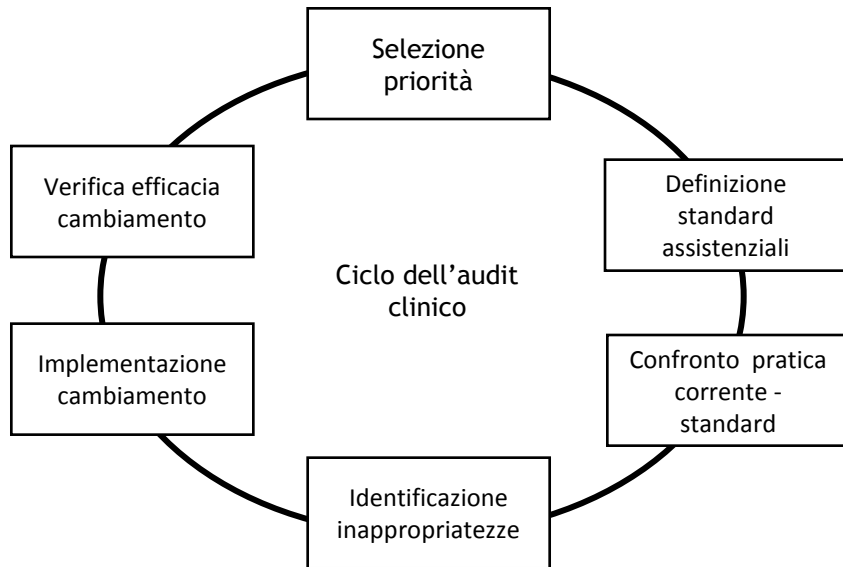 Selezione
priorità
Definizione
standard
assistenziali
Confronto pratica
corrente -
standard
Identificazione
inappropriatezze
Implementazione
cambiamento
Verifica efficacia
cambiamento
Ciclo dell’audit
clinico